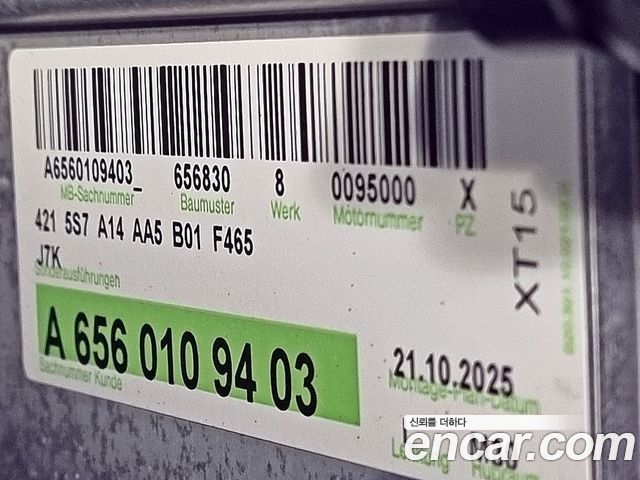 A6560109403_ 656830 8 0095000 X
MB-Sachnummer Baumuster Werk Motornummer PZ
421 5S7 A14 AA5 B01 F465
J7K
Sonderausführungen
A 656 010 94 03
Sachnummer Kunde
21.10.2025
Montage-Plan-Datum
Leistung Hubraum
XT15
신뢰를 더하다
encar.com